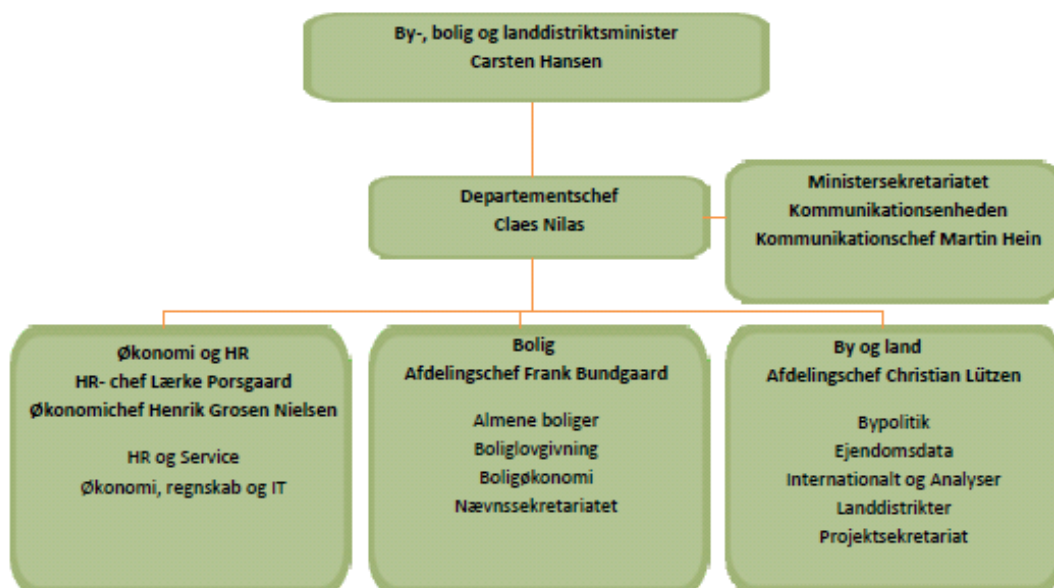 By-, bolig og landdistriktsminister
Carsten Hansen
Departementschef
Claes Nilas
Ministersekretariatet
Kommunikationsenheden
Kommunikationschef Martin Hein
Økonomi og HR
HR- chef Lærke Porsgaard
Økonomichef Henrik Grosen Nielsen
HR og Service
Økonomi, regnskab og IT
Bolig
Afdelingschef Frank Bundgaard
Almene boliger
Boliglovgivning
Boligøkonomi
Nævnssekretariatet
By og land
Afdelingschef Christian Lützen
Bypolitik
Ejendomsdata
Internationalt og Analyser
Landdistrikter
Projektsekretariat